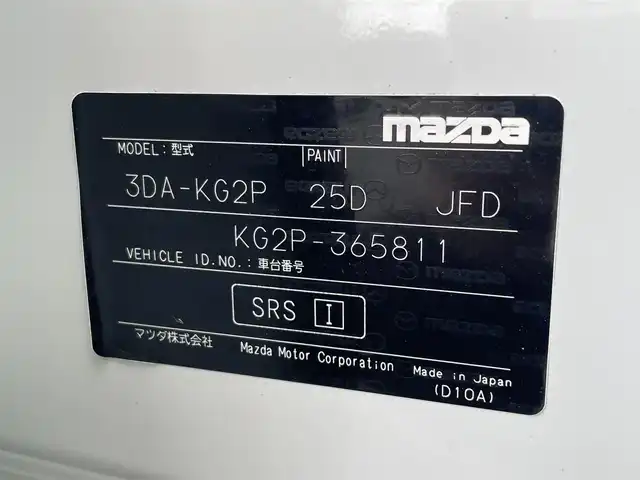 mazda
MODEL: 型式 PAINT
3DA-KG2P 25D JFD
KG2P-365811
VEHICLE ID.NO.: 車台番号
SRS I
マツダ株式会社 Mazda Motor Corporation Made in Japan
(D10A)